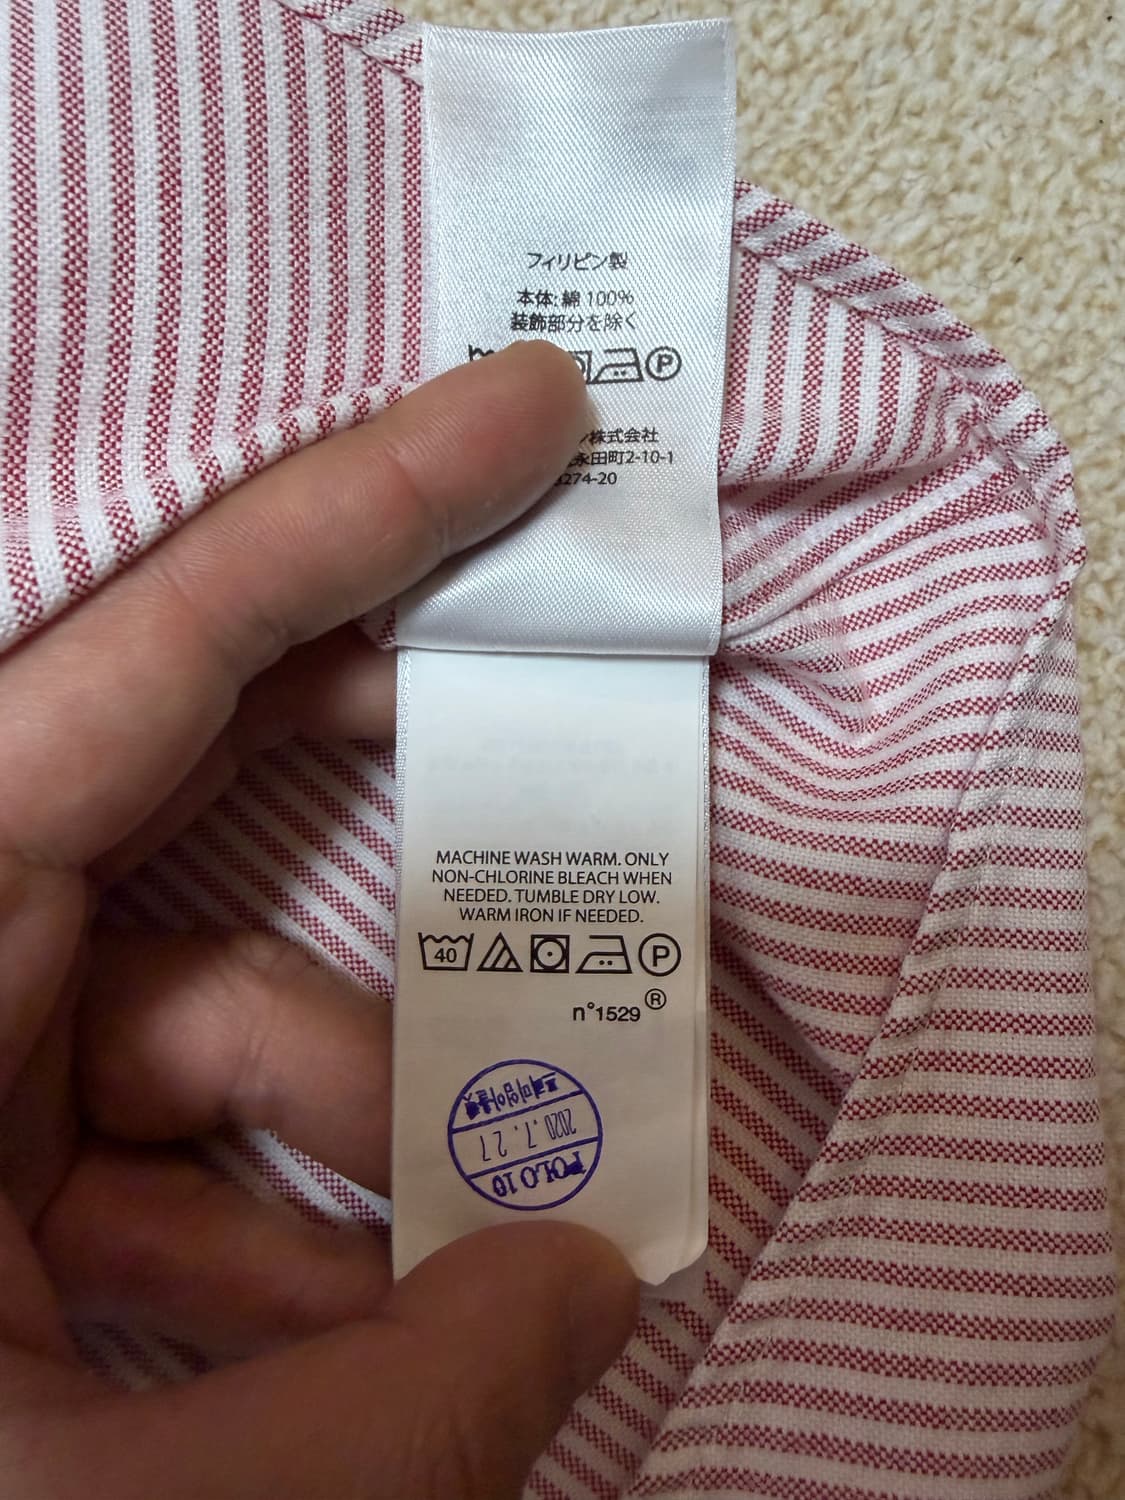 フィリピン製
本体: 綿 100%
装飾部分を除く
P
株式会社
永田町2-10-1
274-20
MACHINE WASH WARM. ONLY
NON-CHLORINE BLEACH WHEN
NEEDED. TUMBLE DRY LOW.
WARM IRON IF NEEDED.
40 P
n°1529 ®
2020.7.27
POLO 10